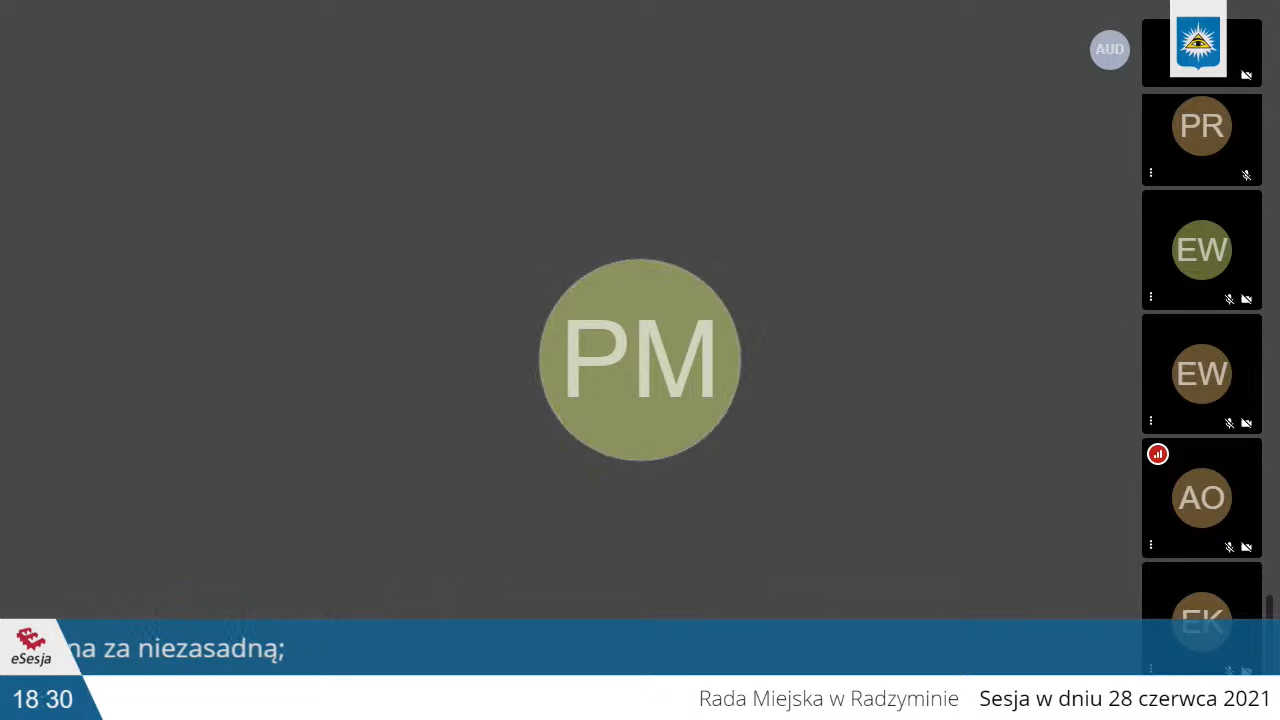 AUD
PR
EW
PM
EW
AO
EK
na za niezasadną;
eSesja
18:30
Rada Miejska w Radzyminie Sesja w dniu 28 czerwca 2021